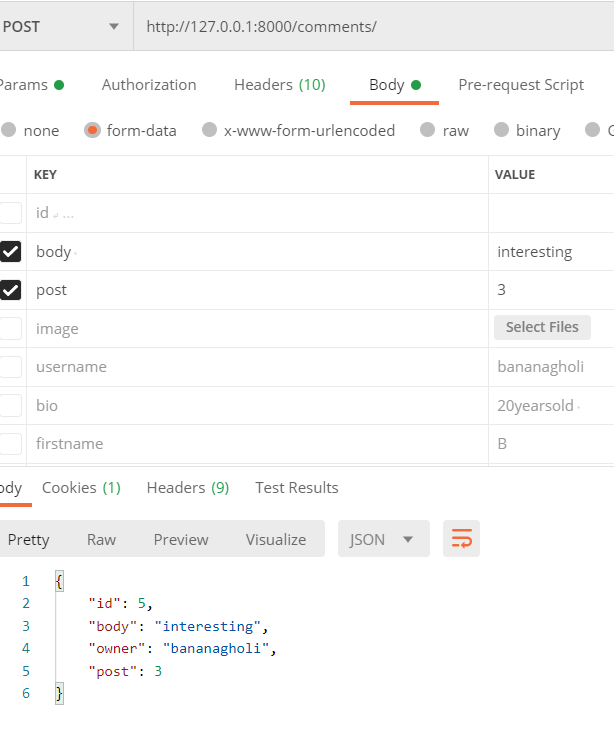 POST http://127.0.0.1:8000/comments/
Params Authorization Headers (10) Body Pre-request Script
none form-data x-www-form-urlencoded raw binary
KEY VALUE
id
body interesting
post 3
image Select Files
username bananagholi
bio 20yearsold
firstname B
ody Cookies (1) Headers (9) Test Results
Pretty Raw Preview Visualize JSON
1 {
2 "id": 5,
3 "body": "interesting",
4 "owner": "bananagholi",
5 "post": 3
6 }